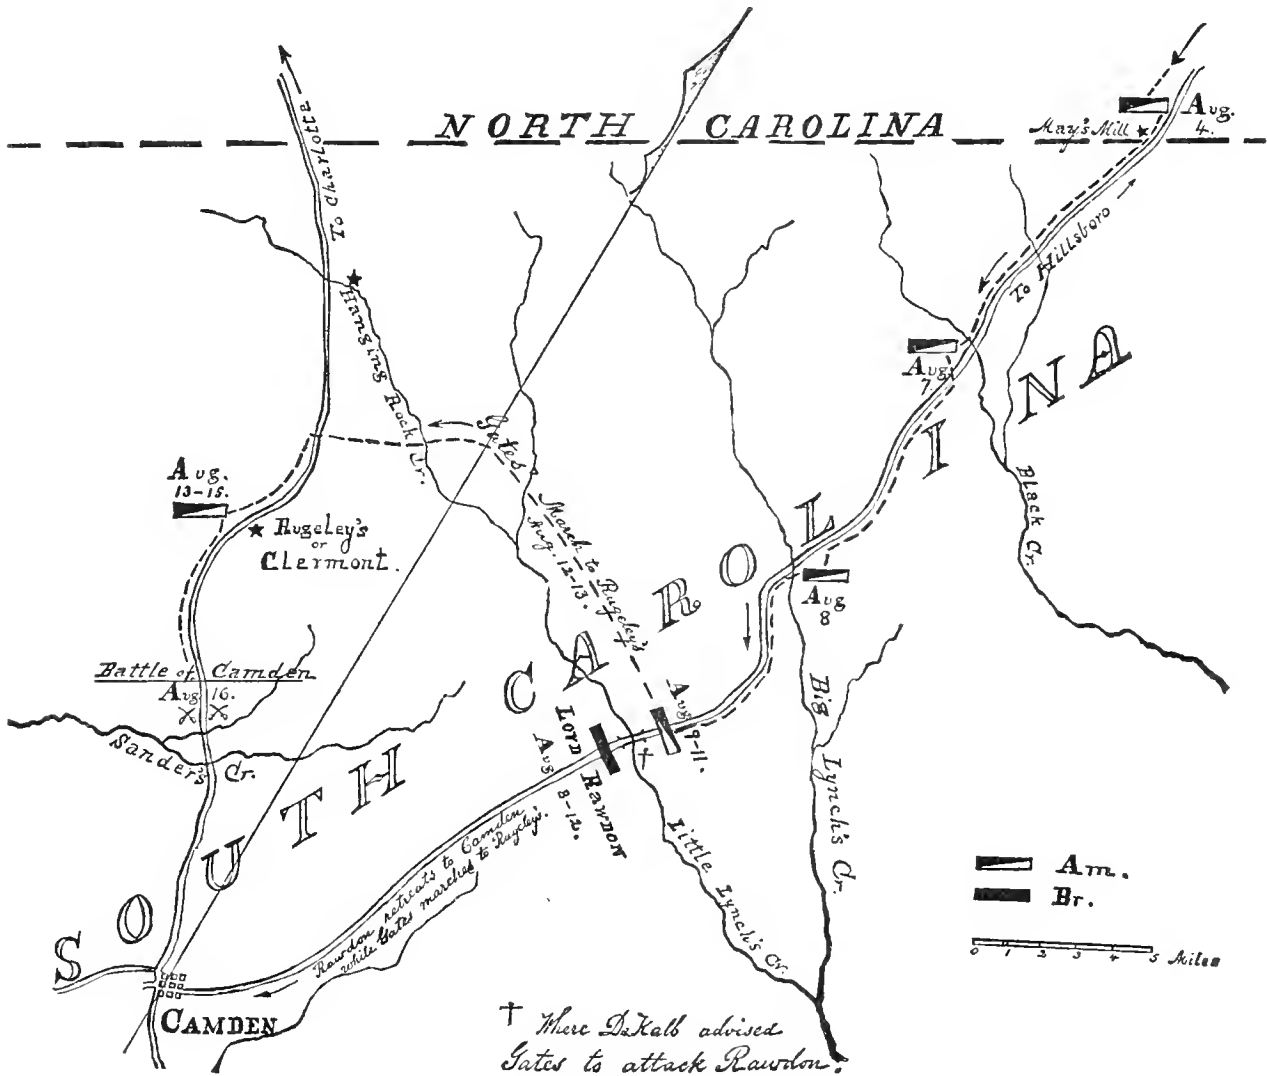 NORTH CAROLINA
Aug.
4.
May's Mill
To Charlotte
To Hillsboro
Hanging Rock Cr.
Aug
7.
SOUTH CAROLINA
Gates March to Rugeley's
Aug. 12-13.
Black Cr.
Aug.
13-15.
Rugeley's
or
Clermont.
Aug
8
Battle of Camden
Aug 16.
Sander's Cr.
Aug 9-11.
Lord Rawdon
Aug 8-12.
†
Big Lynch's Cr.
Little Lynch's Cr.
Rawdon retreats to Camden
while Gates marches to Rugeley's.
Am.
Br.
0 1 2 3 4 5 Miles
CAMDEN
† Where DeKalb advised
Gates to attack Rawdon.